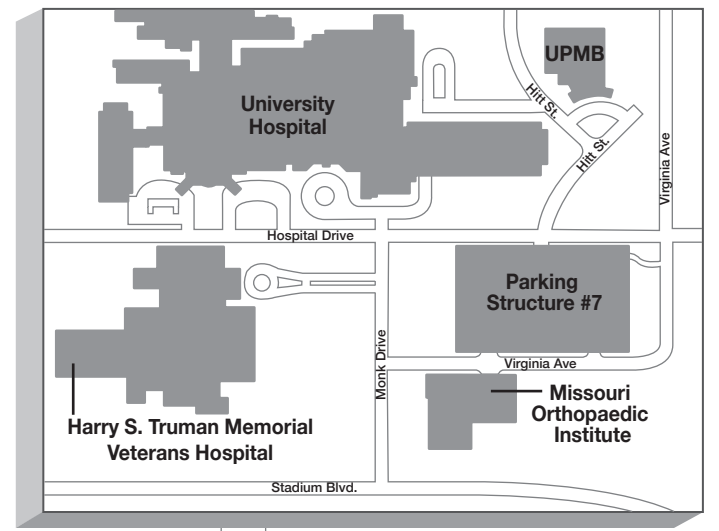 UPMB
University
Hospital
Hitt St.
Hitt St.
Virginia Ave
Hospital Drive
Parking
Structure #7
Monk Drive
Virginia Ave
Missouri
Orthopaedic
Institute
Harry S. Truman Memorial
Veterans Hospital
Stadium Blvd.